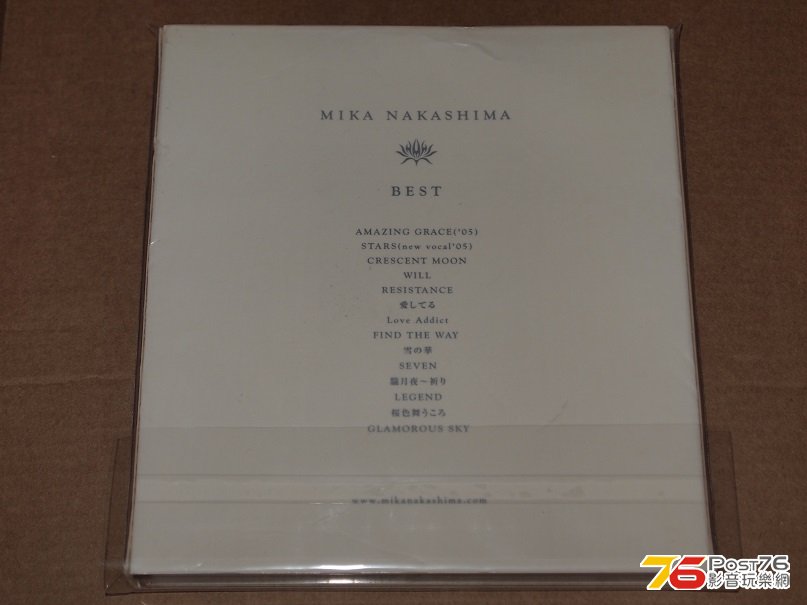 MIKA NAKASHIMA
BEST
AMAZING GRACE('05)
STARS(new vocal'05)
CRESCENT MOON
WILL
RESISTANCE
愛してる
Love Addict
FIND THE WAY
雪の華
SEVEN
朧月夜～祈り
LEGEND
桜色舞うころ
GLAMOROUS SKY
www.mikanakashima.com
76 Post76
影音玩樂網